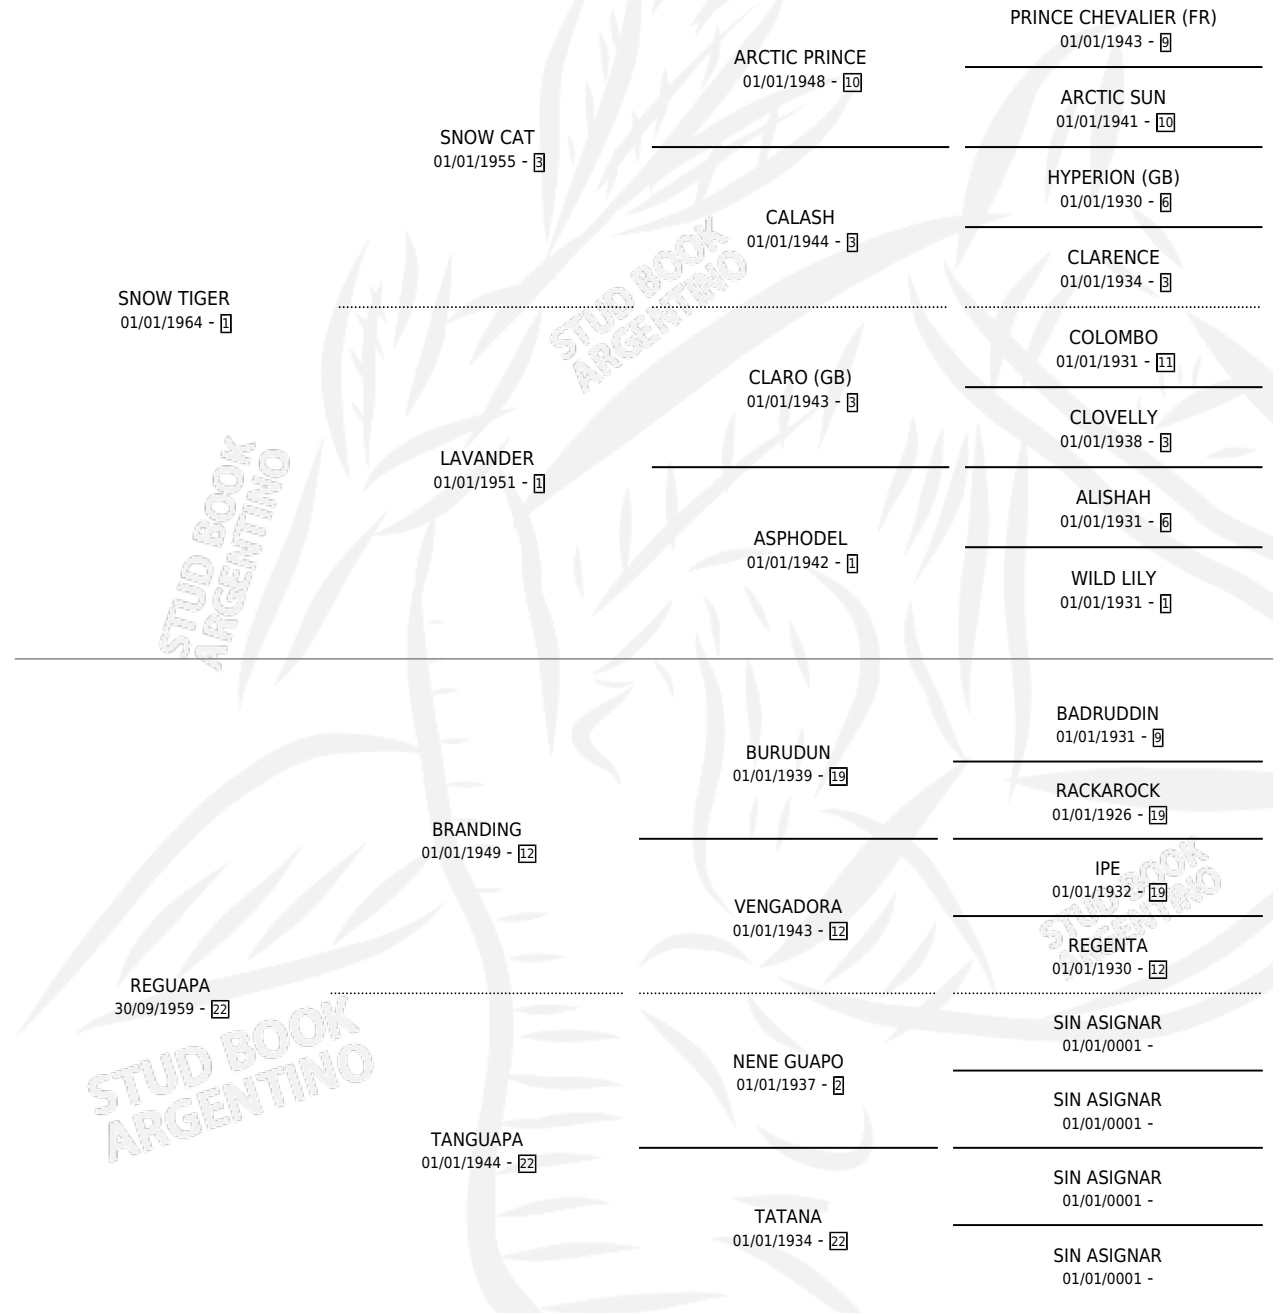 PRINCE CHEVALIER (FR)
01/01/1943 - 9
ARCTIC PRINCE
01/01/1948 - 10
ARCTIC SUN
01/01/1941 - 10
SNOW CAT
01/01/1955 - 3
HYPERION (GB)
01/01/1930 - 6
CALASH
01/01/1944 - 3
CLARENCE
01/01/1934 - 3
SNOW TIGER
01/01/1964 - 1
STUD BOOK
ARGENTINO
COLOMBO
01/01/1931 - 11
CLARO (GB)
01/01/1943 - 3
CLOVELLY
01/01/1938 - 3
LAVANDER
01/01/1951 - 1
ALISHAH
01/01/1931 - 6
ASPHODEL
01/01/1942 - 1
WILD LILY
01/01/1931 - 1
STUD BOOK
ARGENTINO
BADRUDDIN
01/01/1931 - 9
BURUDUN
01/01/1939 - 19
RACKAROCK
01/01/1926 - 19
BRANDING
01/01/1949 - 12
IPE
01/01/1932 - 19
VENGADORA
01/01/1943 - 12
STUD BOOK
ARGENTINO
REGENTA
01/01/1930 - 12
REGUAPA
30/09/1959 - 22
SIN ASIGNAR
01/01/0001 -
NENE GUAPO
01/01/1937 - 2
STUD BOOK
ARGENTINO
SIN ASIGNAR
01/01/0001 -
TANGUAPA
01/01/1944 - 22
SIN ASIGNAR
01/01/0001 -
TATANA
01/01/1934 - 22
SIN ASIGNAR
01/01/0001 -